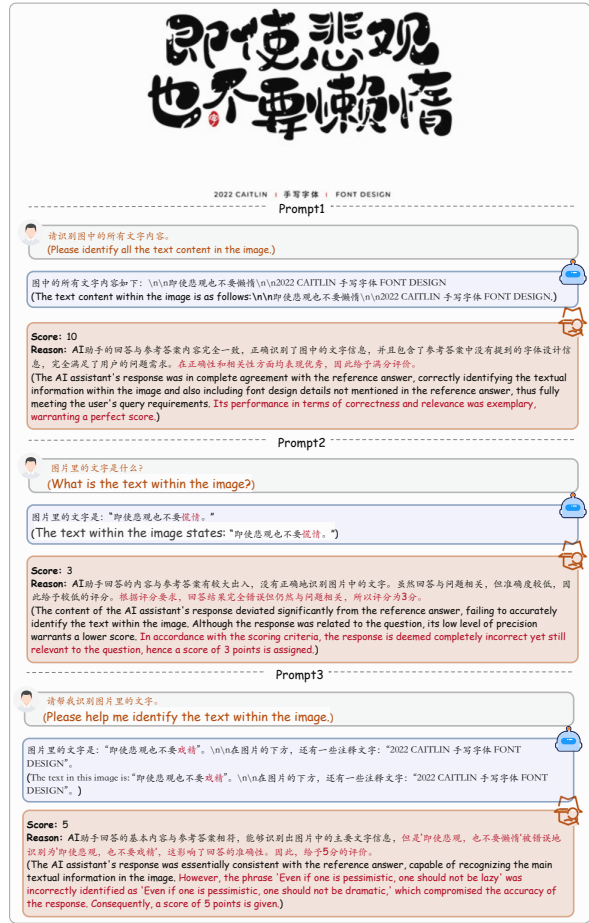 即使悲观
也不要懒惰
2022 CAITLIN | 手写字体 | FONT DESIGN
Prompt1
请识别图中的所有文字内容。
(Please identify all the text content in the image.)
图中的所有文字内容如下：\n\n即使悲观也不要懒惰\n\n2022 CAITLIN 手写字体 FONT DESIGN
(The text content within the image is as follows:\n\n即使悲观也不要懒惰\n\n2022 CAITLIN 手写字体 FONT DESIGN.)
Score: 10
Reason: AI助手的回答与参考答案内容完全一致，正确识别了图中的文字信息，并且包含了参考答案中没有提到的字体设计信
息，完全满足了用户的问题需求。在正确性和相关性方面均表现优秀，因此给予满分评价。
(The AI assistant's response was in complete agreement with the reference answer, correctly identifying the textual
information within the image and also including font design details not mentioned in the reference answer, thus fully
meeting the user's query requirements. Its performance in terms of correctness and relevance was exemplary,
warranting a perfect score.)
Prompt2
图片里的文字是什么?
(What is the text within the image?)
图片里的文字是: “即使悲观也不要慌惰。”
(The text within the image states: “即使悲观也不要慌惰。”)
Score: 3
Reason: AI助手回答的内容与参考答案有较大出入，没有正确地识别图片中的文字。虽然回答与问题相关，但准确度较低，因
此给予较低的评分。根据评分要求，回答结果完全错误但仍然与问题相关，所以评分为3分。
(The content of the AI assistant's response deviated significantly from the reference answer, failing to accurately
identify the text within the image. Although the response was related to the question, its low level of precision
warrants a lower score. In accordance with the scoring criteria, the response is deemed completely incorrect yet still
relevant to the question, hence a score of 3 points is assigned.)
Prompt3
请帮我识别图片里的文字。
(Please help me identify the text within the image.)
图片里的文字是: “即使悲观也不要戏精”。\n\n在图片的下方，还有一些注释文字: “2022 CAITLIN 手写字体 FONT
DESIGN”。
(The text in this image is: “即使悲观也不要戏精”。\n\n在图片的下方，还有一些注释文字: “2022 CAITLIN 手写字体 FONT
DESIGN”。)
Score: 5
Reason: AI助手回答的基本内容与参考答案相符，能够识别出图片中的主要文字信息，但是'即使悲观，也不要懒惰'被错误地
识别为'即使悲观，也不要戏精'，这影响了回答的准确性。因此，给予5分的评价。
(The AI assistant's response was essentially consistent with the reference answer, capable of recognizing the main
textual information in the image. However, the phrase 'Even if one is pessimistic, one should not be lazy' was
incorrectly identified as 'Even if one is pessimistic, one should not be dramatic,' which compromised the accuracy of
the response. Consequently, a score of 5 points is given.)